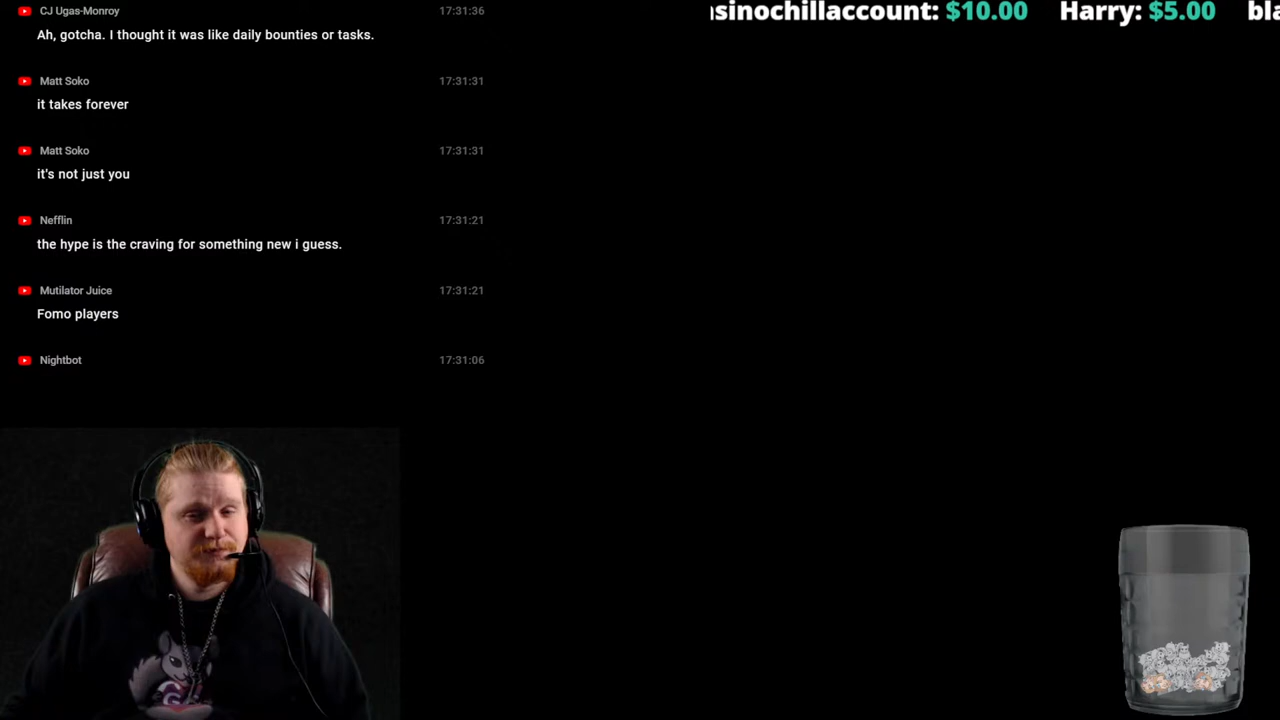 CJ Ugas-Monroy 17:31:36
Ah, gotcha. I thought it was like daily bounties or tasks.
Matt Soko 17:31:31
it takes forever
Matt Soko 17:31:31
it's not just you
Nefflin 17:31:21
the hype is the craving for something new i guess.
Mutilator Juice 17:31:21
Fomo players
Nightbot 17:31:06
sinochillaccount: $10.00 Harry: $5.00 bla